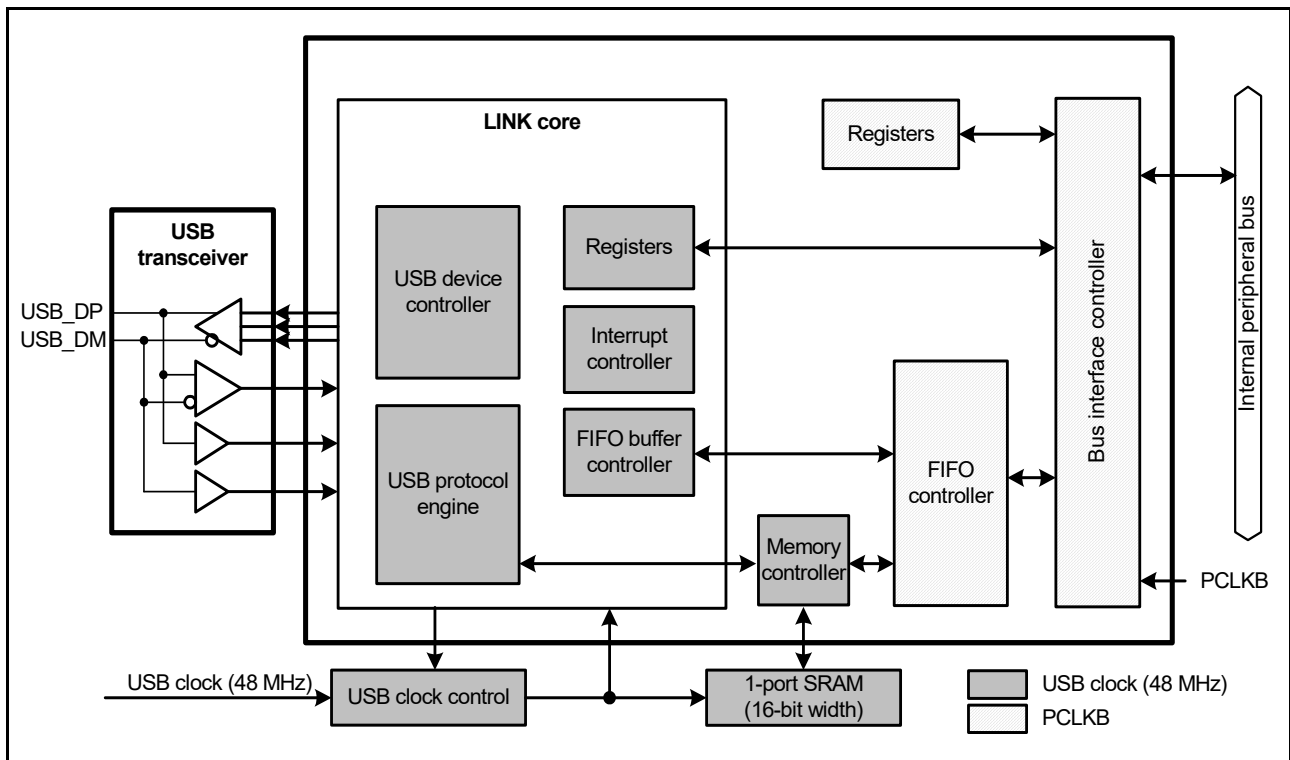 LINK core
Registers
USB
transceiver
USB device
controller
Registers
Bus interface controller
Internal peripheral bus
USB_DP
USB_DM
Interrupt
controller
FIFO buffer
controller
FIFO
controller
USB protocol
engine
Memory
controller
PCLKB
USB clock (48 MHz)
USB clock control
1-port SRAM
(16-bit width)
USB clock (48 MHz)
PCLKB